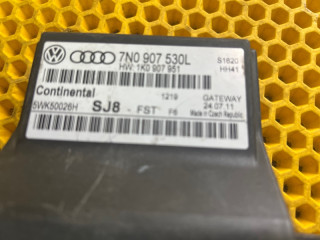 7N0 907 530L
HW:1K0 907 951
S1620
HH41
Continental
1219
GATEWAY
5WK50026H
SJ8 - FST F6
24.07.11
Made in Czech Republic